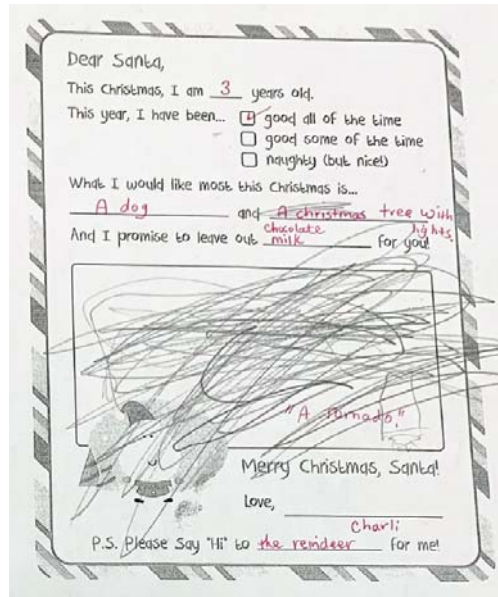 Dear Santa,
This Christmas, I am 3 years old.
This year, I have been... good all of the time
good some of the time
naughty (but nice!)
What I would like most this Christmas is...
A dog and A christmas tree with lights.
And I promise to leave out chocolate milk for you!
"A tornado."
Merry Christmas, Santa!
Love,
Charli
P.S. Please Say "Hi" to the reindeer for me!